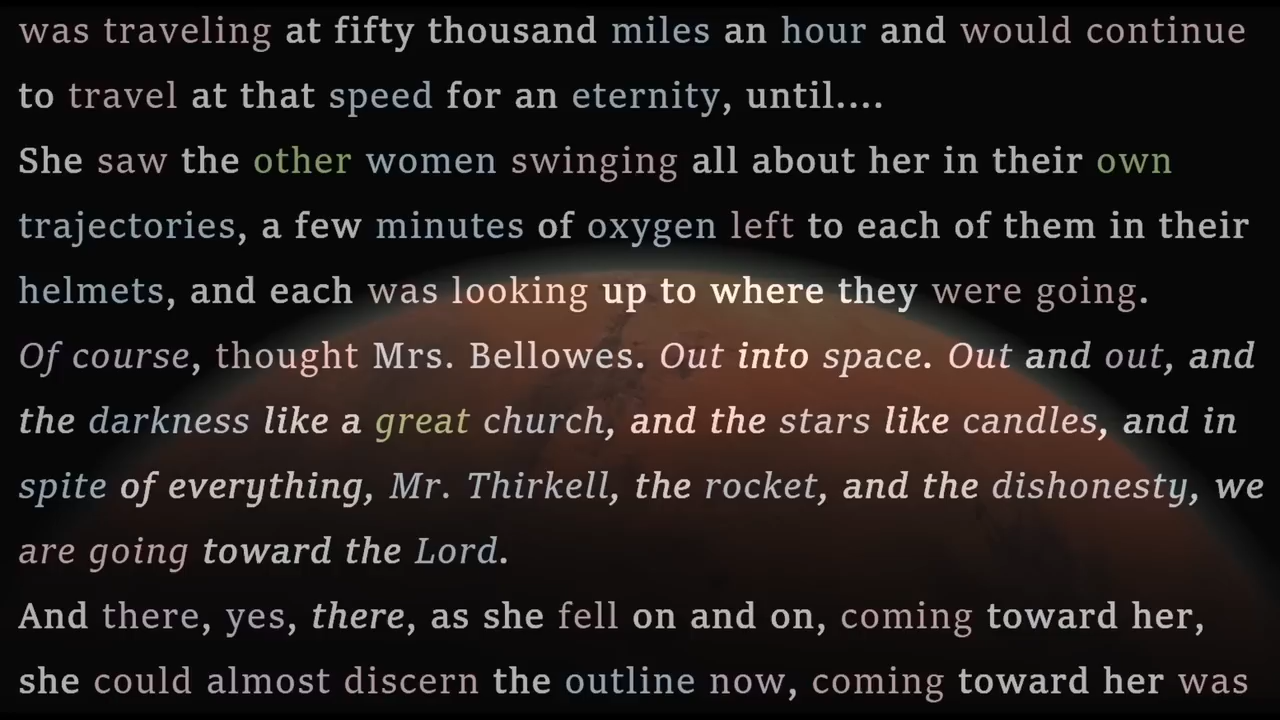 was traveling at fifty thousand miles an hour and would continue
to travel at that speed for an eternity, until....
She saw the other women swinging all about her in their own
trajectories, a few minutes of oxygen left to each of them in their
helmets, and each was looking up to where they were going.
Of course, thought Mrs. Bellowes. Out into space. Out and out, and
the darkness like a great church, and the stars like candles, and in
spite of everything, Mr. Thirkell, the rocket, and the dishonesty, we
are going toward the Lord.
And there, yes, there, as she fell on and on, coming toward her,
she could almost discern the outline now, coming toward her was